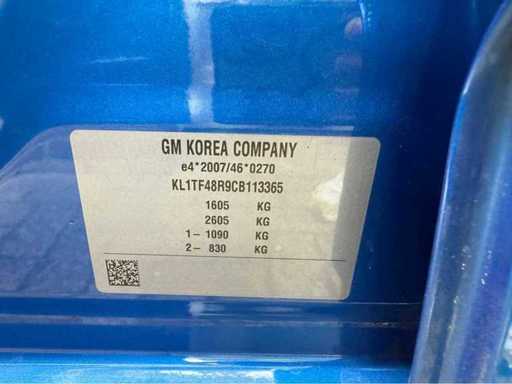 GM KOREA COMPANY
e4*2007/46*0270
KL1TF48R9CB113365
1605 KG
2605 KG
1- 1090 KG
2- 830 KG